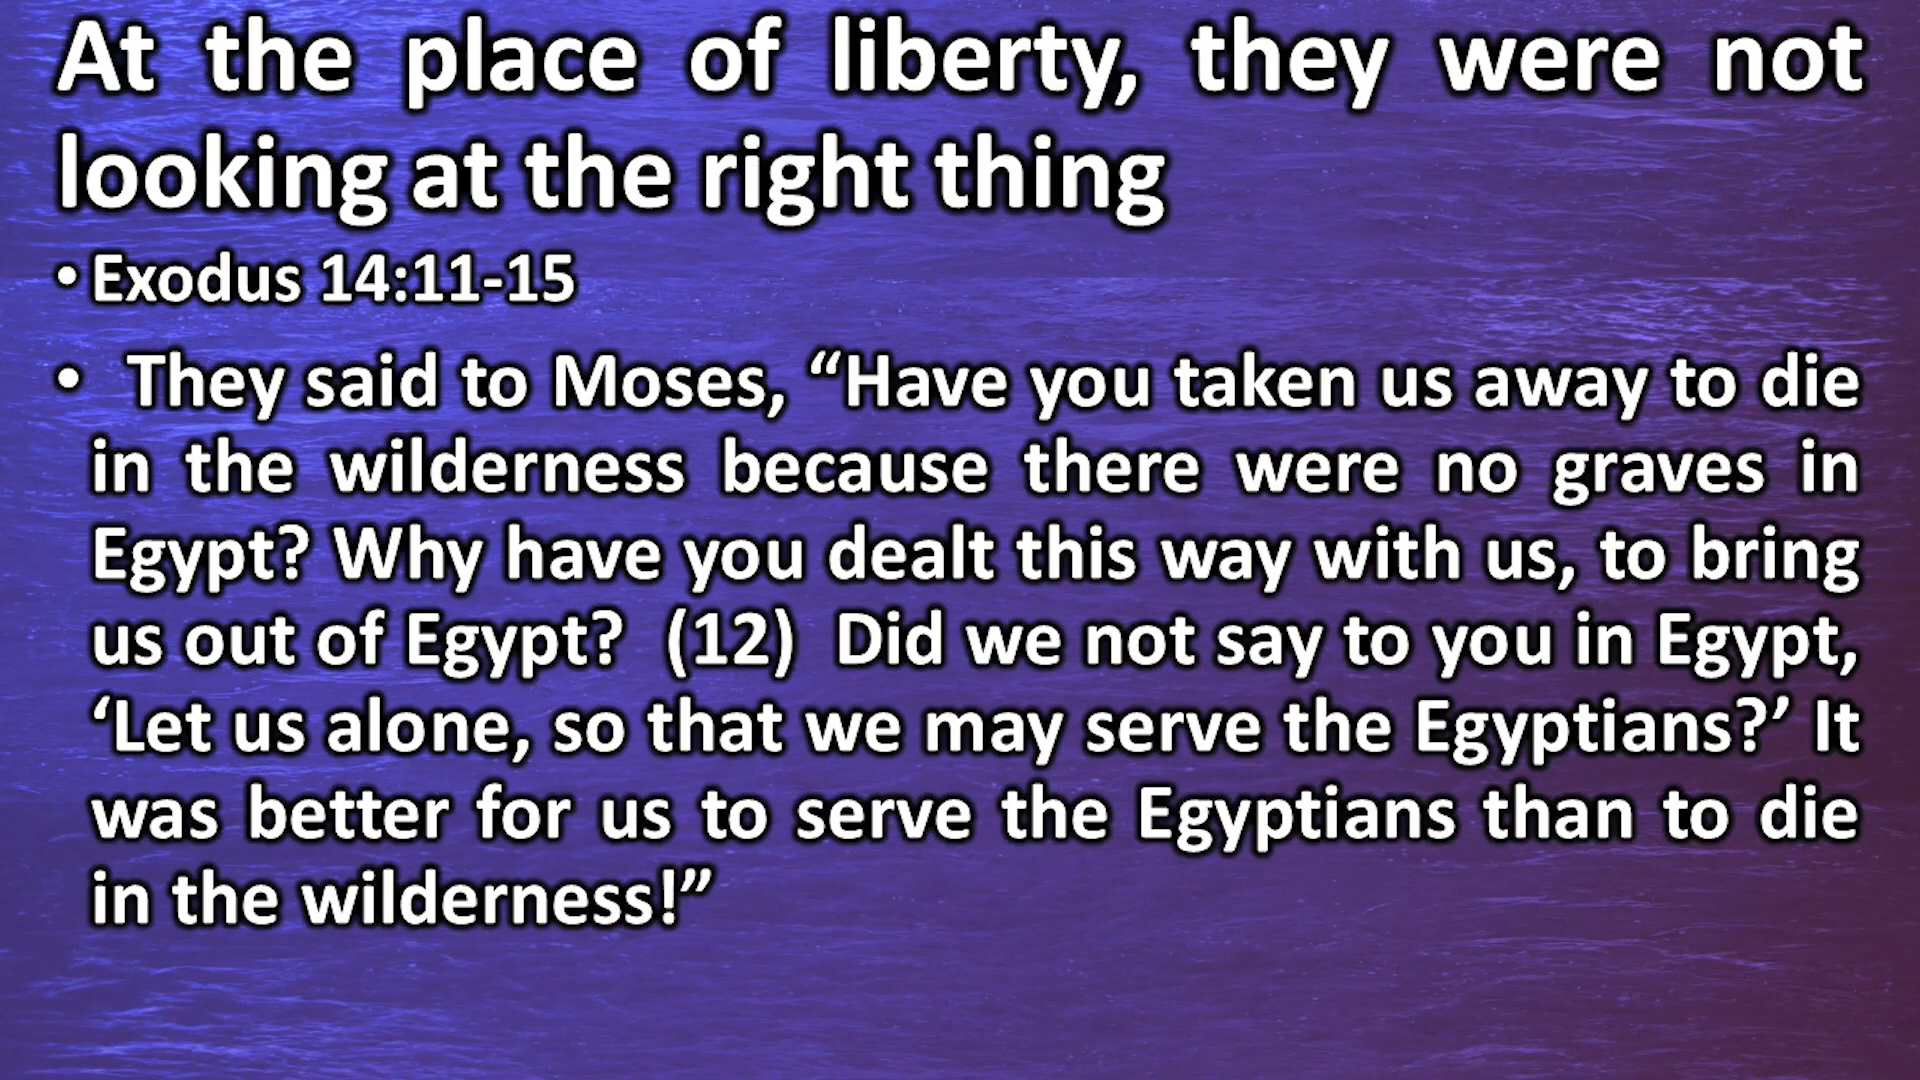 At the place of liberty, they were not
looking at the right thing
• Exodus 14:11-15
• They said to Moses, “Have you taken us away to die
in the wilderness because there were no graves in
Egypt? Why have you dealt this way with us, to bring
us out of Egypt?  (12)  Did we not say to you in Egypt,
‘Let us alone, so that we may serve the Egyptians?’ It
was better for us to serve the Egyptians than to die
in the wilderness!”